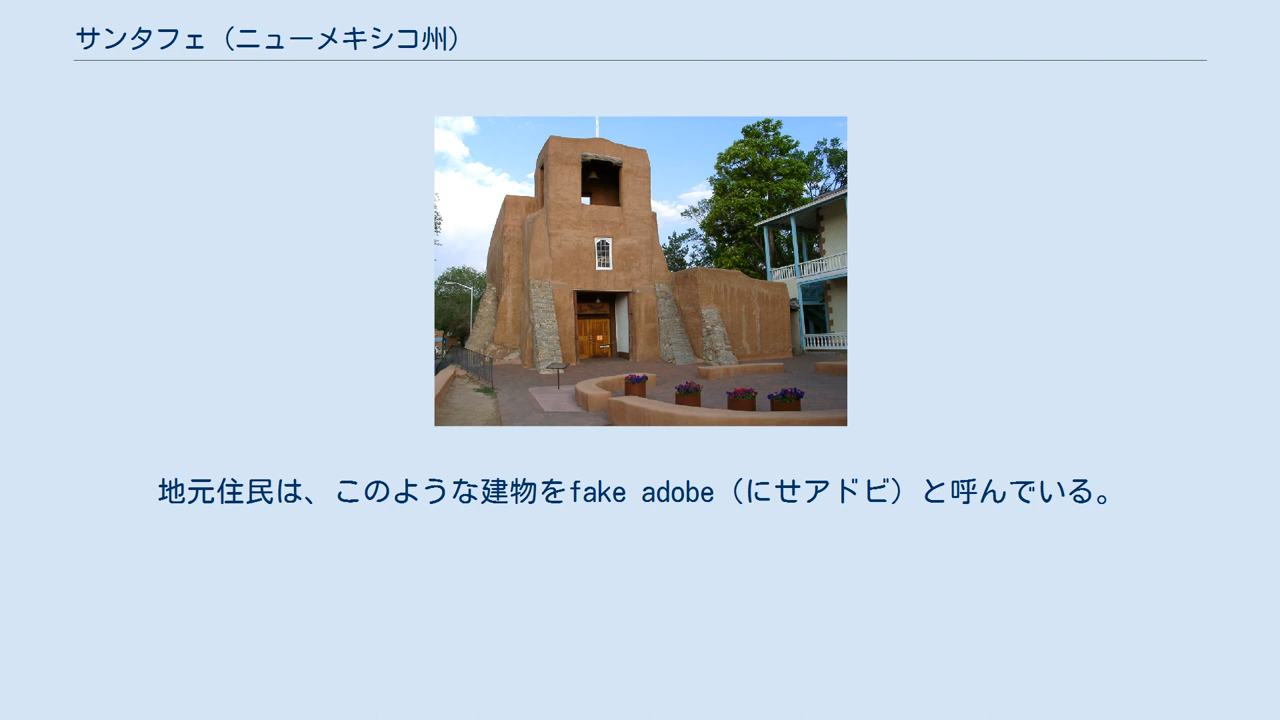 サンタフェ（ニューメキシコ州）
地元住民は、このような建物をfake adobe（にせアドビ）と呼んでいる。